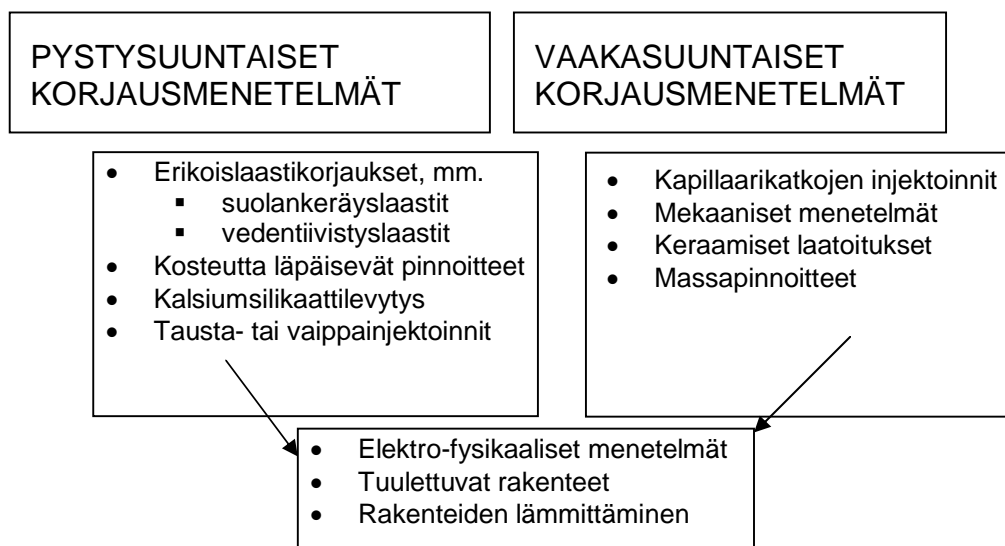 PYSTYSUUNTAISET
KORJAUSMENETELMÄT
VAAKASUUNTAISET
KORJAUSMENETELMÄT
• Erikoislaastikorjaukset, mm.
▪ suolankeräyslaastit
▪ vedentiivistyslaastit
• Kosteutta läpäisevät pinnoitteet
• Kalsiumsilikaattilevytys
• Tausta- tai vaippainjektoinnit
• Kapillaarikatkojen injektoinnit
• Mekaaniset menetelmät
• Keraamiset laatoitukset
• Massapinnoitteet
• Elektro-fysikaaliset menetelmät
• Tuulettuvat rakenteet
• Rakenteiden lämmittäminen